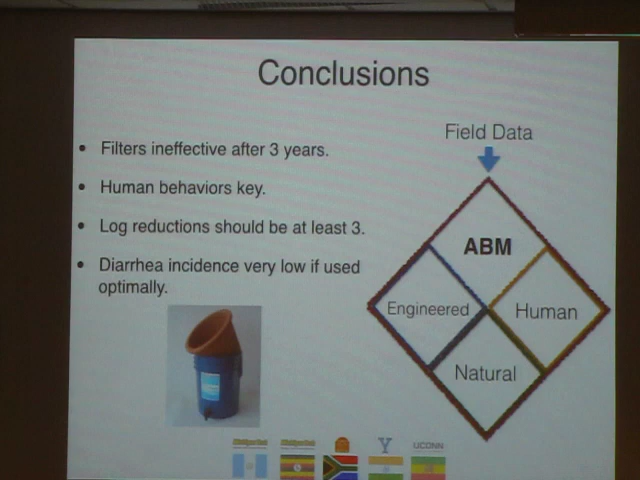 Conclusions
Field Data
• Filters ineffective after 3 years.
• Human behaviors key.
• Log reductions should be at least 3.
• Diarrhea incidence very low if used
optimally.
ABM
Engineered
Human
Natural
Y
UCONN